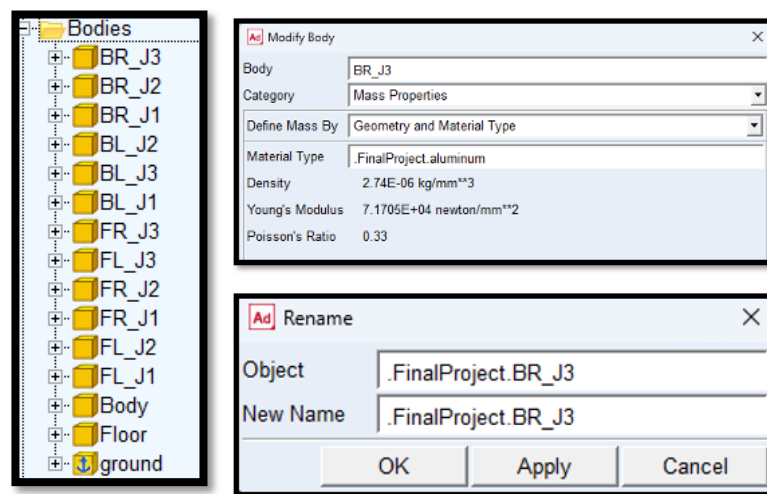 Bodies
BR_J3
BR_J2
BR_J1
BL_J2
BL_J3
BL_J1
FR_J3
FL_J3
FR_J2
FR_J1
FL_J2
FL_J1
Body
Floor
ground
Ad Modify Body
Body BR_J3
Category Mass Properties
Define Mass By Geometry and Material Type
Material Type .FinalProject.aluminum
Density 2.74E-06 kg/mm**3
Young's Modulus 7.1705E+04 newton/mm**2
Poisson's Ratio 0.33
Ad Rename
Object .FinalProject.BR_J3
New Name .FinalProject.BR_J3
OK Apply Cancel